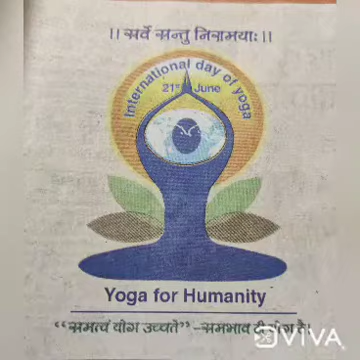 ।। सर्वे सन्तु निरामयाः ।।
International day of yoga
21st June
Yoga for Humanity
“समत्वं योग उच्यते” -समभाव ही योग है।
VIVA